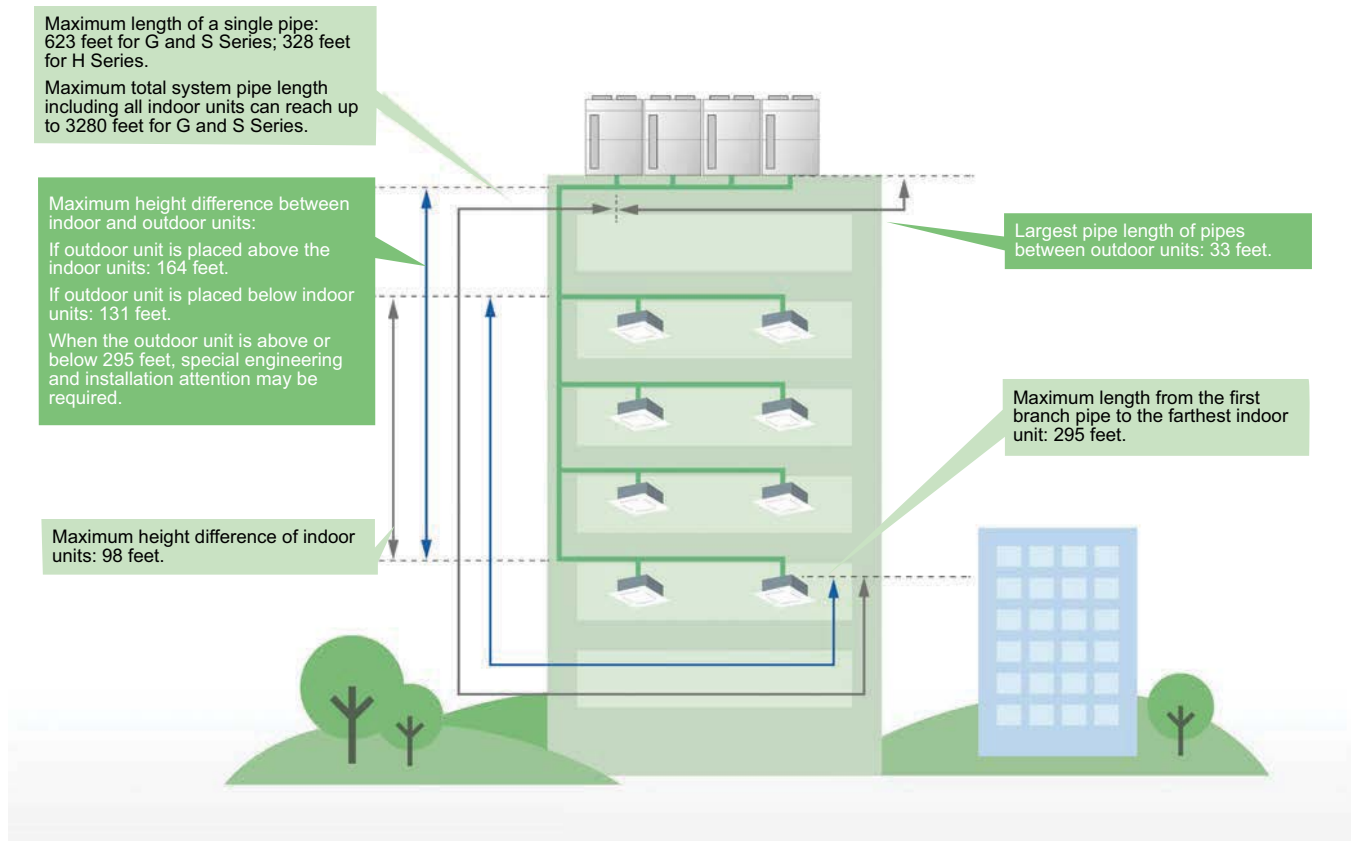 Maximum length of a single pipe:
623 feet for G and S Series; 328 feet
for H Series.
Maximum total system pipe length
including all indoor units can reach up
to 3280 feet for G and S Series.
Maximum height difference between
indoor and outdoor units:
If outdoor unit is placed above the
indoor units: 164 feet.
If outdoor unit is placed below indoor
units: 131 feet.
When the outdoor unit is above or
below 295 feet, special engineering
and installation attention may be
required.
Largest pipe length of pipes
between outdoor units: 33 feet.
Maximum length from the first
branch pipe to the farthest indoor
unit: 295 feet.
Maximum height difference of indoor
units: 98 feet.